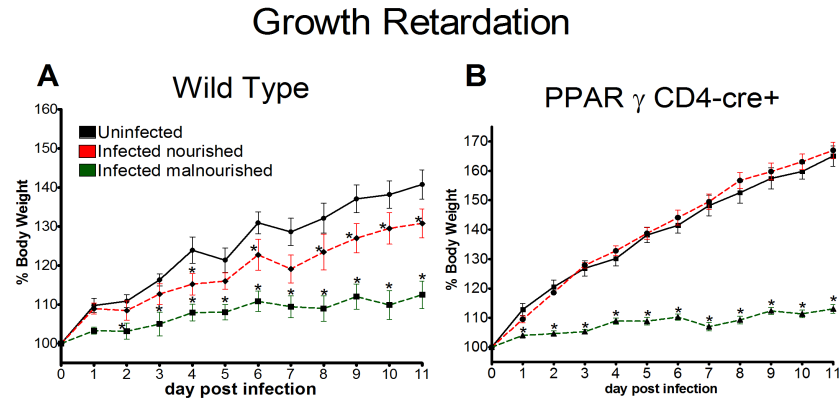 Growth Retardation
A
Wild Type
160
150
140
130
120
110
100
% Body Weight
Uninfected
Infected nourished
Infected malnourished
* * * * * *
* * * * * * * * * *
0 1 2 3 4 5 6 7 8 9 10 11
day post infection
B
PPAR γ CD4-cre+
170
160
150
140
130
120
110
100
% Body Weight
* * * * * * * * * * *
0 1 2 3 4 5 6 7 8 9 10 11
day post infection